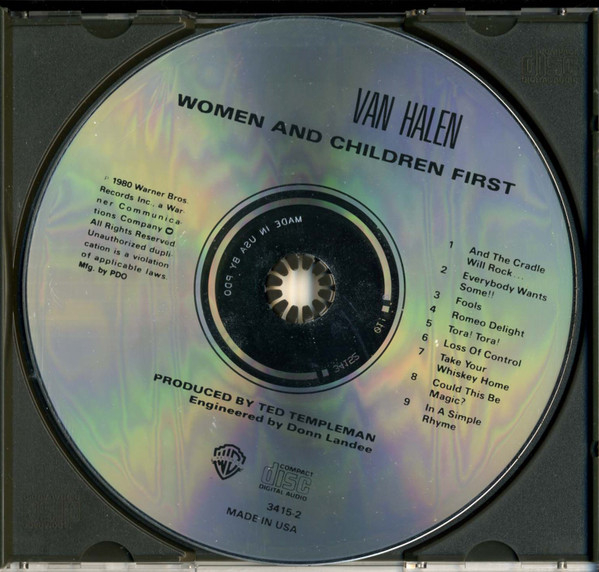 VAN HALEN
WOMEN AND CHILDREN FIRST
℗ 1980 Warner Bros.
Records Inc., a War-
ner Communica-
tions Company
All Rights Reserved.
Unauthorized dupli-
cation is a violation
of applicable laws.
Mfg. by PDO
1 And The Cradle
Will Rock...
2 Everybody Wants
Some!!
3 Fools
4 Romeo Delight
5 Tora! Tora!
6 Loss Of Control
7 Take Your
Whiskey Home
8 Could This Be
Magic?
9 In A Simple
Rhyme
MADE IN USA BY PDO
PRODUCED BY TED TEMPLEMAN
Engineered by Donn Landee
WB
COMPACT
disc
DIGITAL AUDIO
3415-2
MADE IN USA
disc